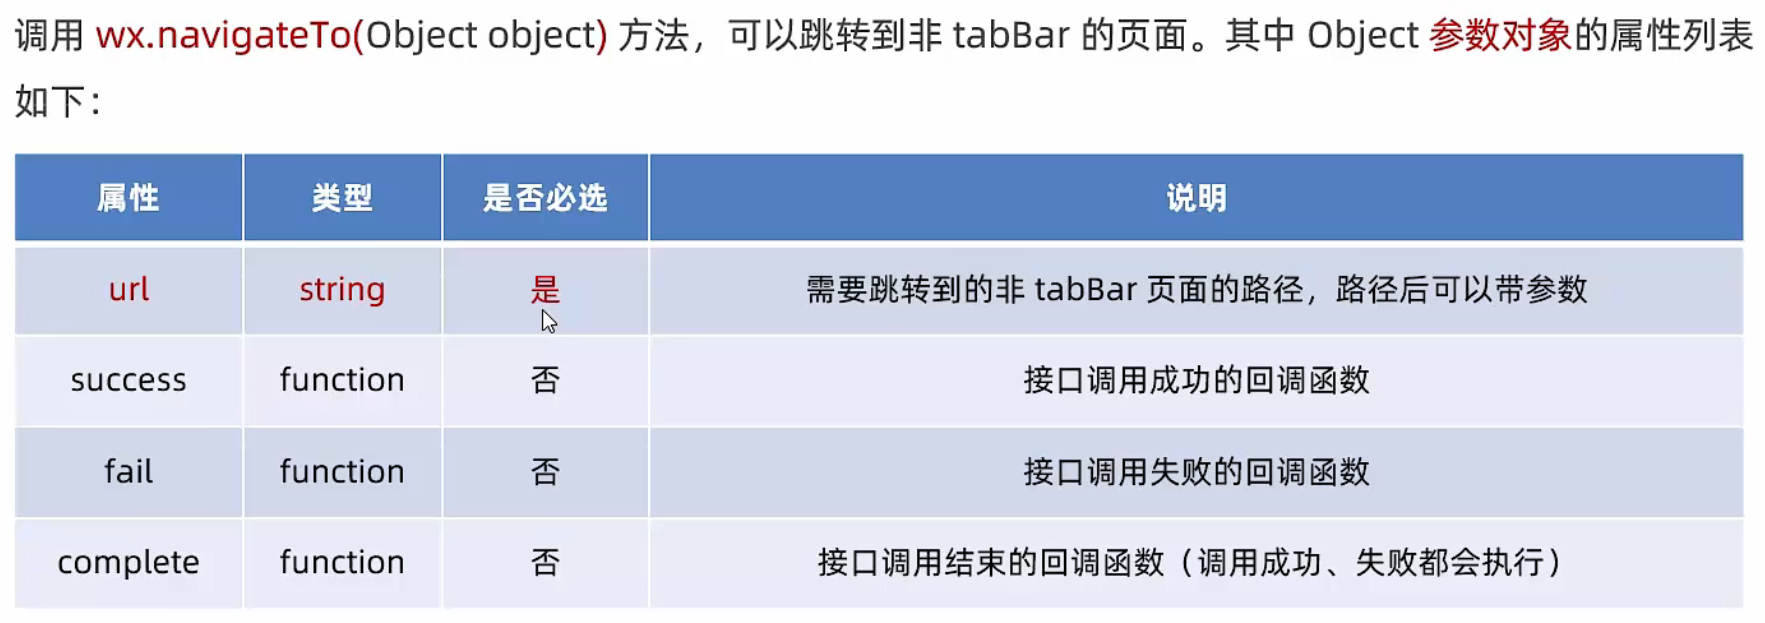 调用 wx.navigateTo(Object object) 方法，可以跳转到非 tabBar 的页面。其中 Object 参数对象的属性列表
如下：
属性 类型 是否必选 说明
url string 是 需要跳转到的非 tabBar 页面的路径，路径后可以带参数
success function 否 接口调用成功的回调函数
fail function 否 接口调用失败的回调函数
complete function 否 接口调用结束的回调函数（调用成功、失败都会执行）